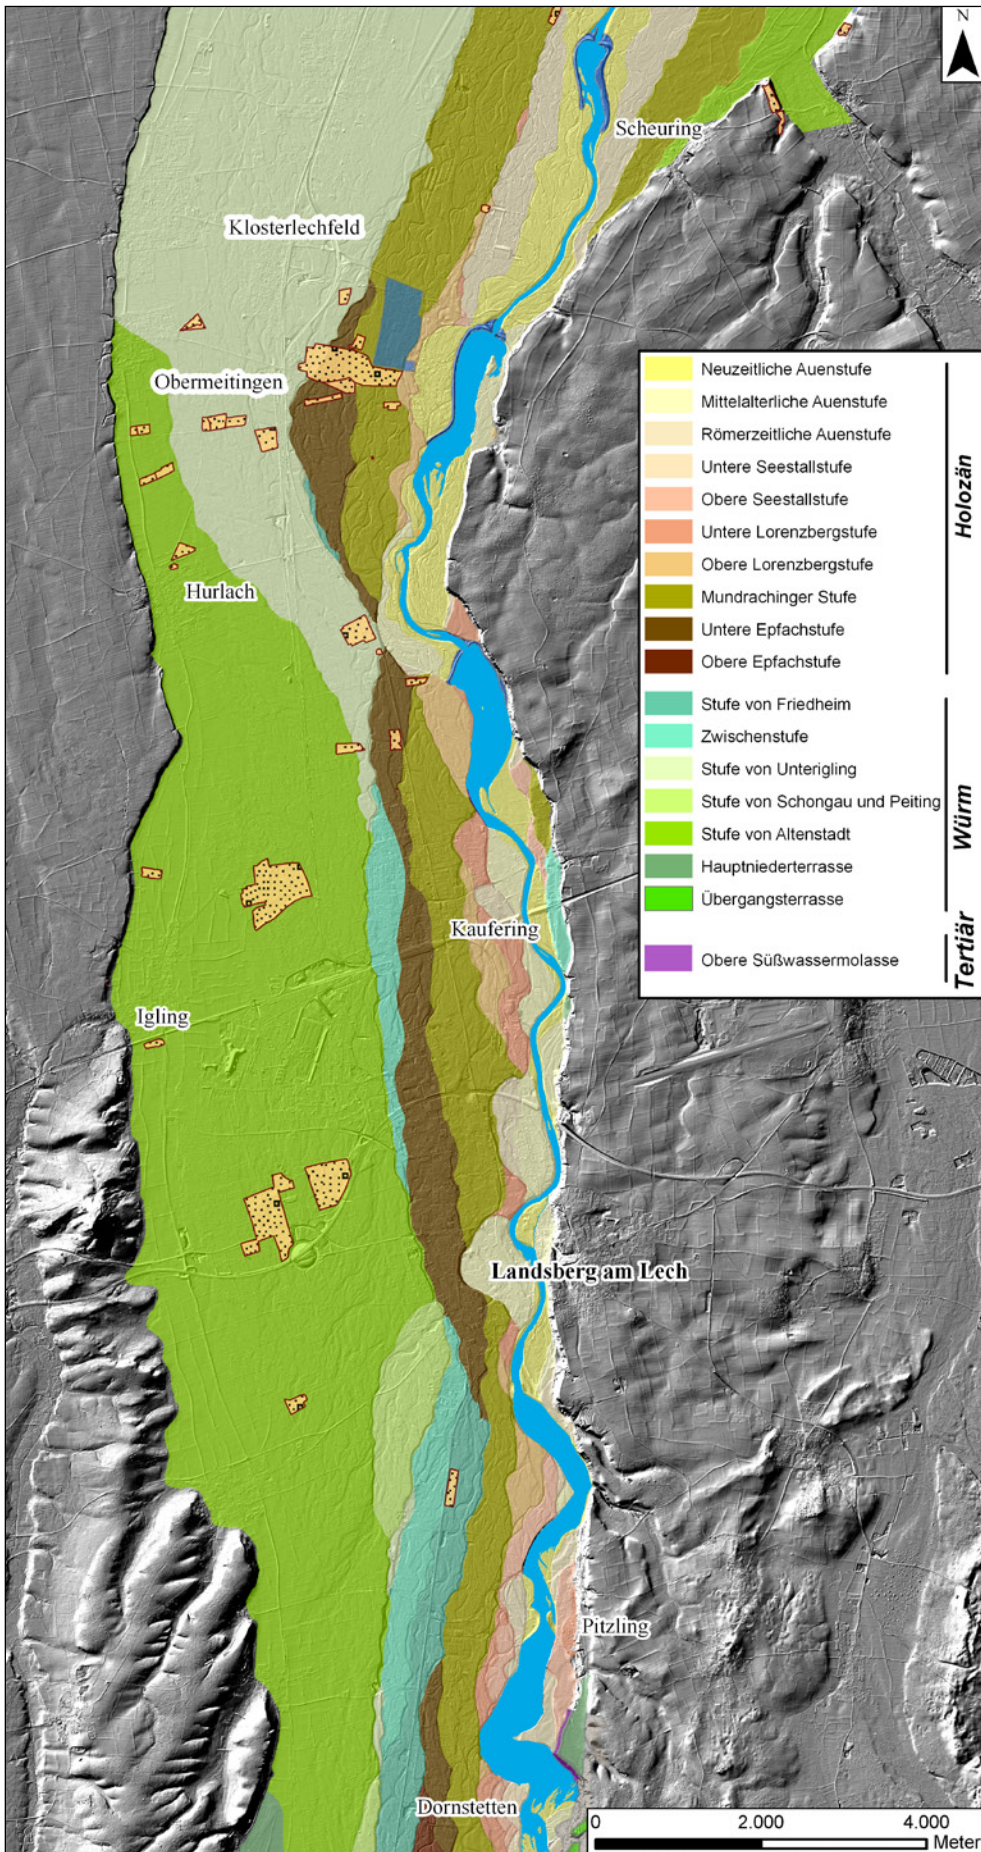 N
Scheuring
Klosterlechfeld
Obermeitingen
Hurlach
Kaufering
Igling
Landsberg am Lech
Pitzling
Dornstetten
Neuzeitliche Auenstufe
Mittelalterliche Auenstufe
Römerzeitliche Auenstufe
Untere Seestallstufe
Obere Seestallstufe
Untere Lorenzbergstufe
Obere Lorenzbergstufe
Mundrachinger Stufe
Untere Epfachstufe
Obere Epfachstufe
Holozän
Stufe von Friedheim
Zwischenstufe
Stufe von Unterigling
Stufe von Schongau und Peiting
Stufe von Altenstadt
Hauptniederterrasse
Übergangsterrasse
Würm
Obere Süßwassermolasse
Tertiär
0 2.000 4.000
Meter